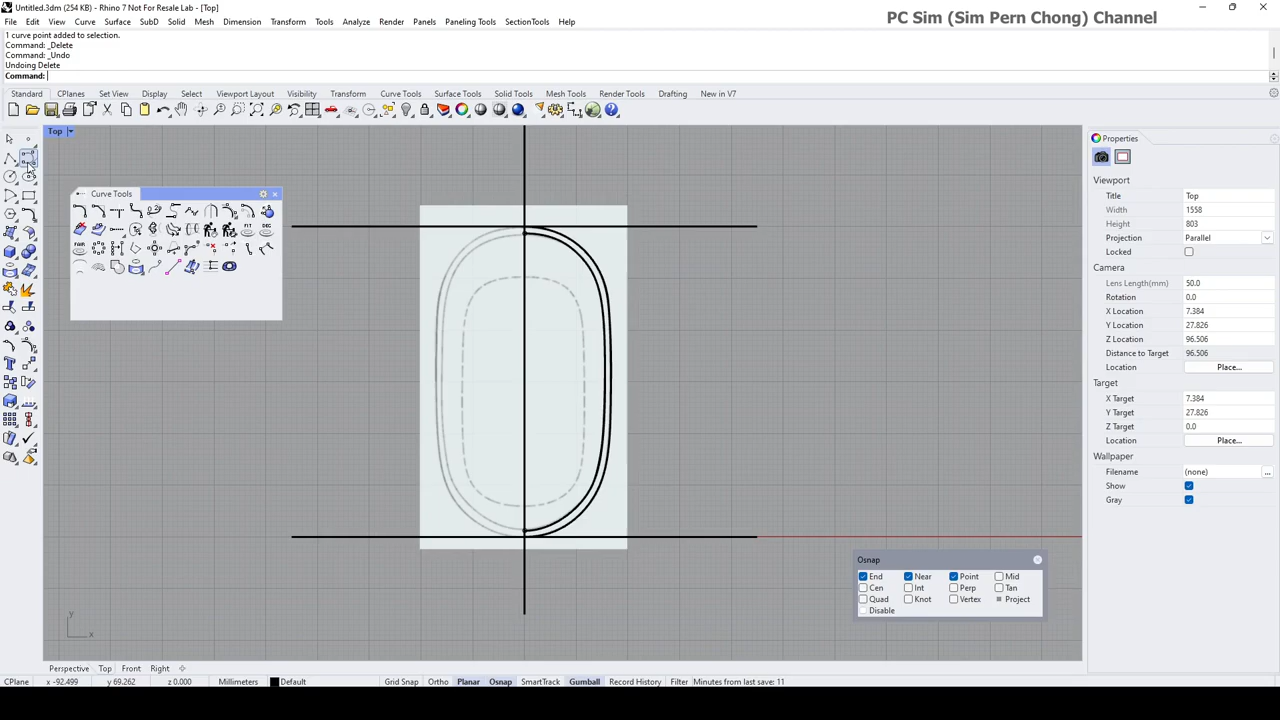 Untitled.3dm (254 KB) - Rhino 7 Not For Resale Lab - [Top]
PC Sim (Sim Pern Chong) Channel
File Edit View Curve Surface SubD Solid Mesh Dimension Transform Tools Analyze Render Panels Paneling Tools SectionTools Help
1 curve point added to selection.
Command: _Delete
Command: _Undo
Undoing Delete
Command:
Standard CPlanes Set View Display Select Viewport Layout Visibility Transform Curve Tools Surface Tools Solid Tools Mesh Tools Render Tools Drafting New in V7
Top
Curve Tools
Properties
Viewport
Title Top
Width 1558
Height 803
Projection Parallel
Locked
Camera
Lens Length(mm) 50.0
Rotation 0.0
X Location 7.384
Y Location 27.826
Z Location 96.506
Distance to Target 96.506
Location Place...
Target
X Target 7.384
Y Target 27.826
Z Target 0.0
Location Place...
Wallpaper
Filename (none) ...
Show
Gray
Osnap
End Near Point Mid
Cen Int Perp Tan
Quad Knot Vertex Project
Disable
y
x
Perspective Top Front Right
CPlane x -92.499 y 69.262 z 0.000 Millimeters Default Grid Snap Ortho Planar Osnap SmartTrack Gumball Record History Filter Minutes from last save: 11